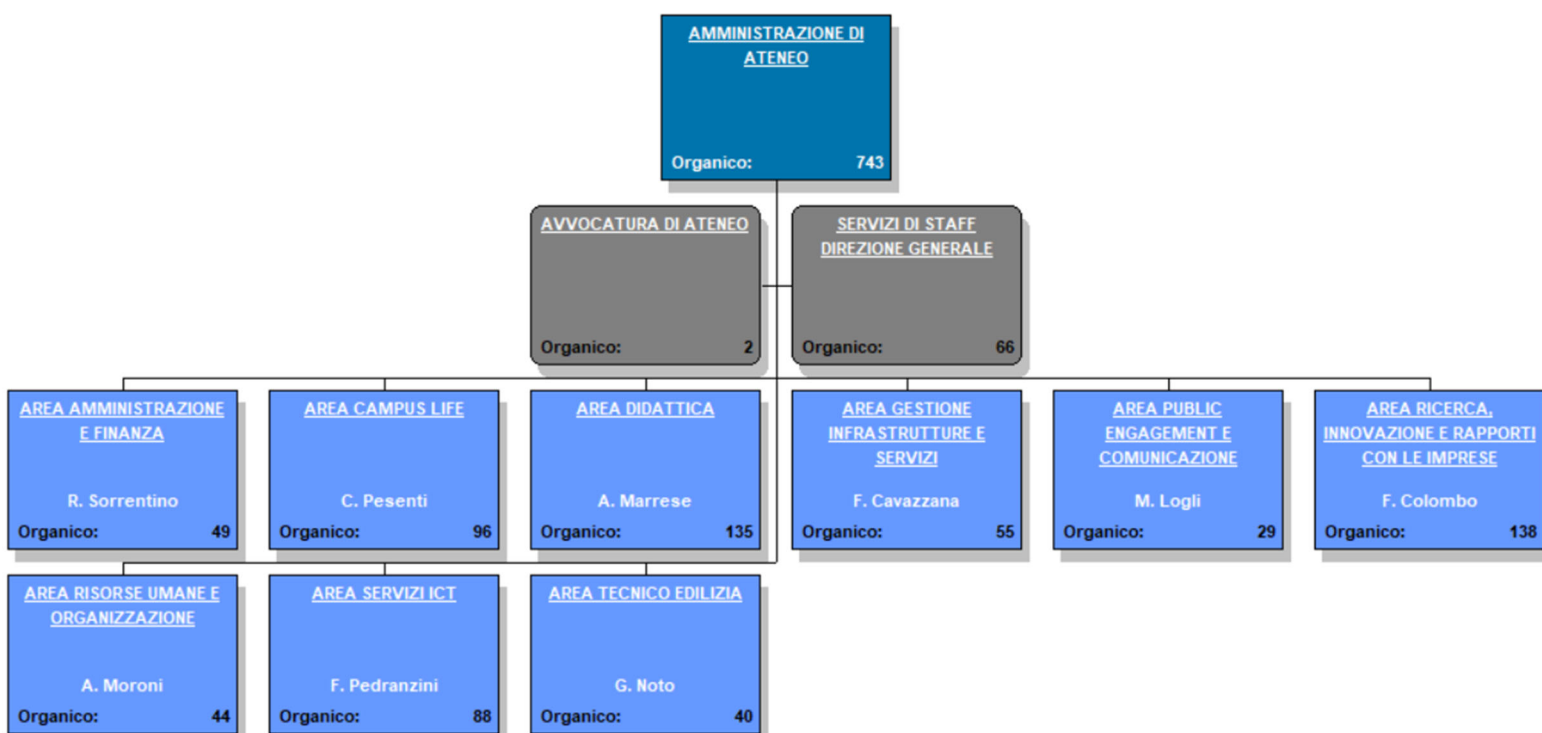 AMMINISTRAZIONE DI
ATENEO
Organico: 743
AVVOCATURA DI ATENEO
Organico: 2
SERVIZI DI STAFF
DIREZIONE GENERALE
Organico: 66
AREA AMMINISTRAZIONE
E FINANZA
R. Sorrentino
Organico: 49
AREA CAMPUS LIFE
C. Pesenti
Organico: 96
AREA DIDATTICA
A. Marrese
Organico: 135
AREA GESTIONE
INFRASTRUTTURE E
SERVIZI
F. Cavazzana
Organico: 55
AREA PUBLIC
ENGAGEMENT E
COMUNICAZIONE
M. Logli
Organico: 29
AREA RICERCA,
INNOVAZIONE E RAPPORTI
CON LE IMPRESE
F. Colombo
Organico: 138
AREA RISORSE UMANE E
ORGANIZZAZIONE
A. Moroni
Organico: 44
AREA SERVIZI ICT
F. Pedranzini
Organico: 88
AREA TECNICO EDILIZIA
G. Noto
Organico: 40